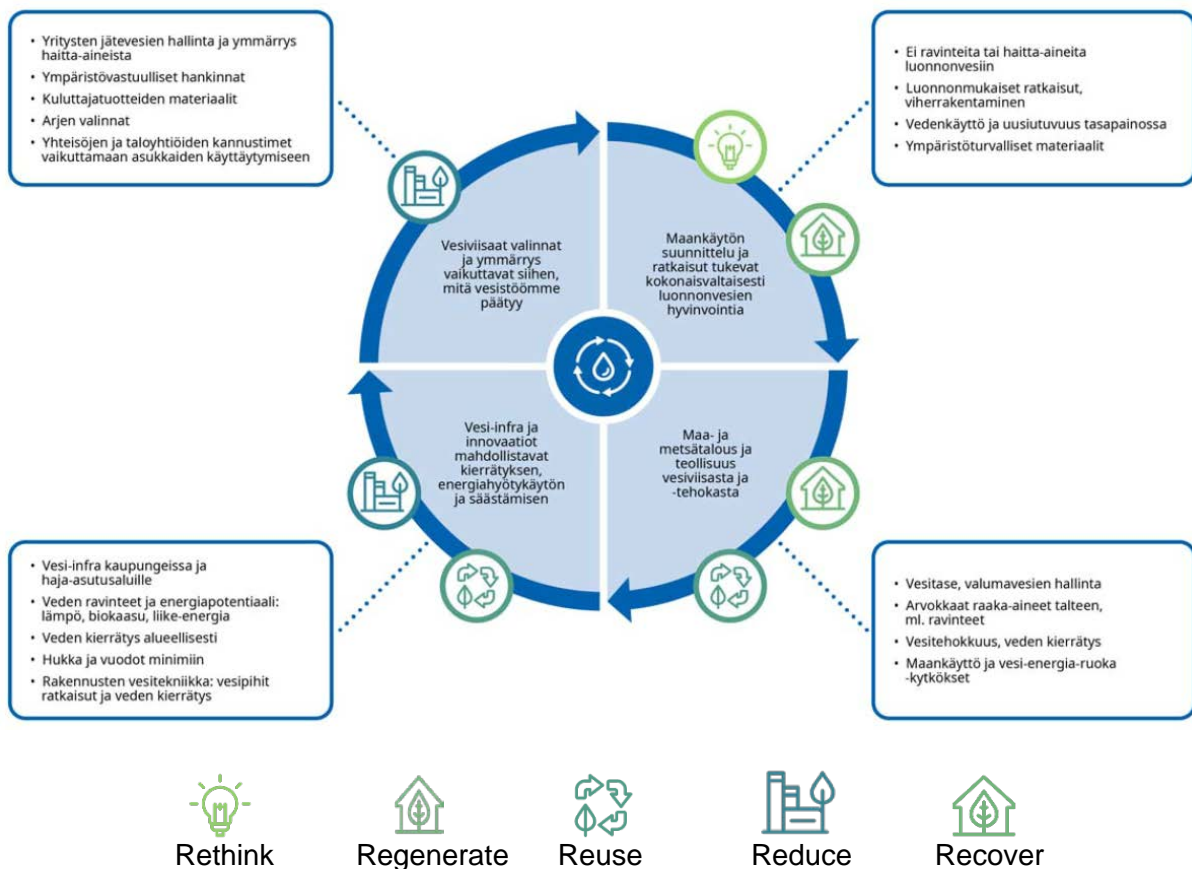 • Yritysten jätevesien hallinta ja ymmärrys
haitta-aineista
• Ympäristövastuulliset hankinnat
• Kuluttajatuotteiden materiaalit
• Arjen valinnat
• Yhteisöjen ja taloyhtiöiden kannustimet
vaikuttamaan asukkaiden käyttäytymiseen
• Ei ravinteita tai haitta-aineita
luonnonvesiin
• Luonnonmukaiset ratkaisut,
viherrakentaminen
• Vedenkäyttö ja uusiutuvuus tasapainossa
• Ympäristöturvalliset materiaalit
Vesiviisaat valinnat
ja ymmärrys
vaikuttavat siihen,
mitä vesistöömme
päätyy
Maankäytön
suunnittelu ja
ratkaisut tukevat
kokonaisvaltaisesti
luonnonvesien
hyvinvointia
Vesi-infra ja
innovaatiot
mahdollistavat
kierrätyksen,
energiahyötykäytön
ja säästämisen
Maa- ja
metsätalous ja
teollisuus
vesiviisasta ja
-tehokasta
• Vesi-infra kaupungeissa ja
haja-asutusaluille
• Veden ravinteet ja energiapotentiaali:
lämpö, biokaasu, liike-energia
• Veden kierrätys alueellisesti
• Hukka ja vuodot minimiin
• Rakennusten vesitekniikka: vesipihit
ratkaisut ja veden kierrätys
• Vesitase, valumavesien hallinta
• Arvokkaat raaka-aineet talteen,
ml. ravinteet
• Vesitehokkuus, veden kierrätys
• Maankäyttö ja vesi-energia-ruoka
-kytkökset
Rethink
Regenerate
Reuse
Reduce
Recover